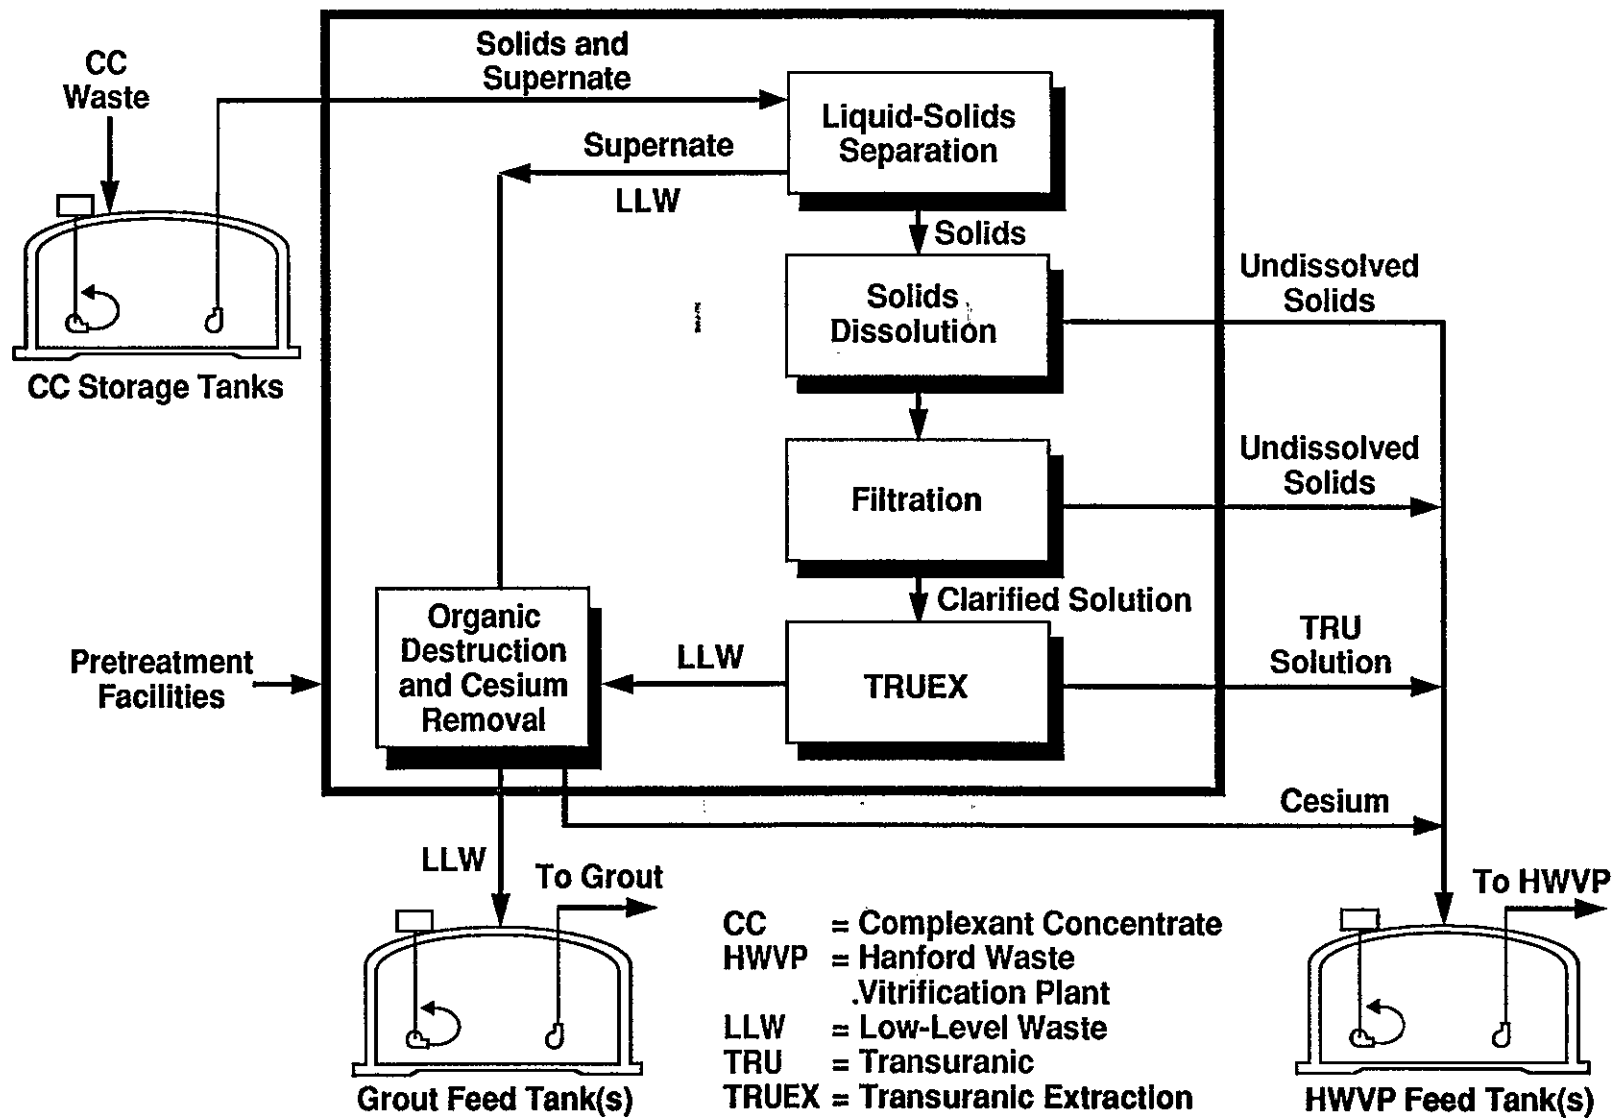 CC
Waste
Solids and
Supernate
Liquid-Solids
Separation
Supernate
LLW
Solids
Undissolved
Solids
Solids
Dissolution
CC Storage Tanks
Undissolved
Solids
Filtration
Clarified Solution
Organic
Destruction
and Cesium
Removal
LLW
TRUEX
TRU
Solution
Pretreatment
Facilities
Cesium
LLW
To Grout
To HWVP
CC = Complexant Concentrate
HWVP = Hanford Waste
Vitrification Plant
LLW = Low-Level Waste
TRU = Transuranic
TRUEX = Transuranic Extraction
Grout Feed Tank(s)
HWVP Feed Tank(s)